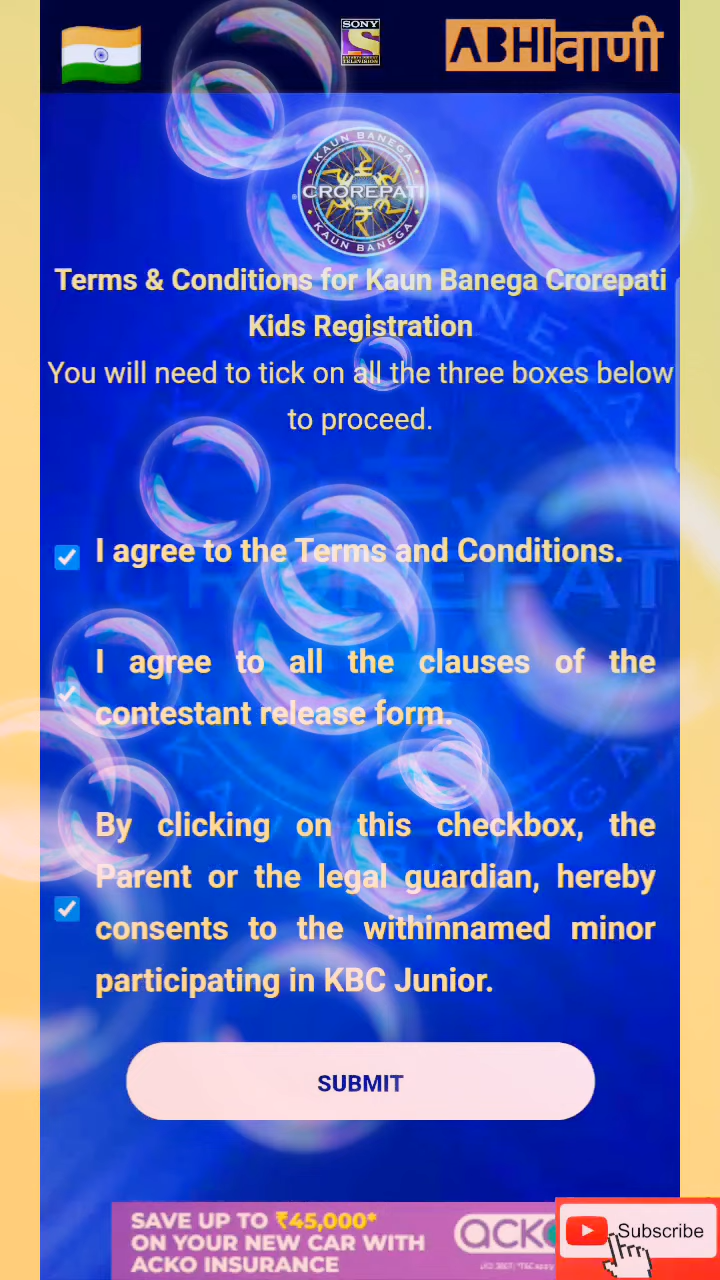 SONY
ENTERTAINMENT
TELEVISION
ABHIवाणी
KAUN BANEGA
CROREPATI
KAUN BANEGA
Terms & Conditions for Kaun Banega Crorepati
Kids Registration
You will need to tick on all the three boxes below
to proceed.
I agree to the Terms and Conditions.
I agree to all the clauses of the
contestant release form.
By clicking on this checkbox, the
Parent or the legal guardian, hereby
consents to the withinnamed minor
participating in KBC Junior.
SUBMIT
SAVE UP TO ₹45,000*
ON YOUR NEW CAR WITH
ACKO INSURANCE
acko
Subscribe